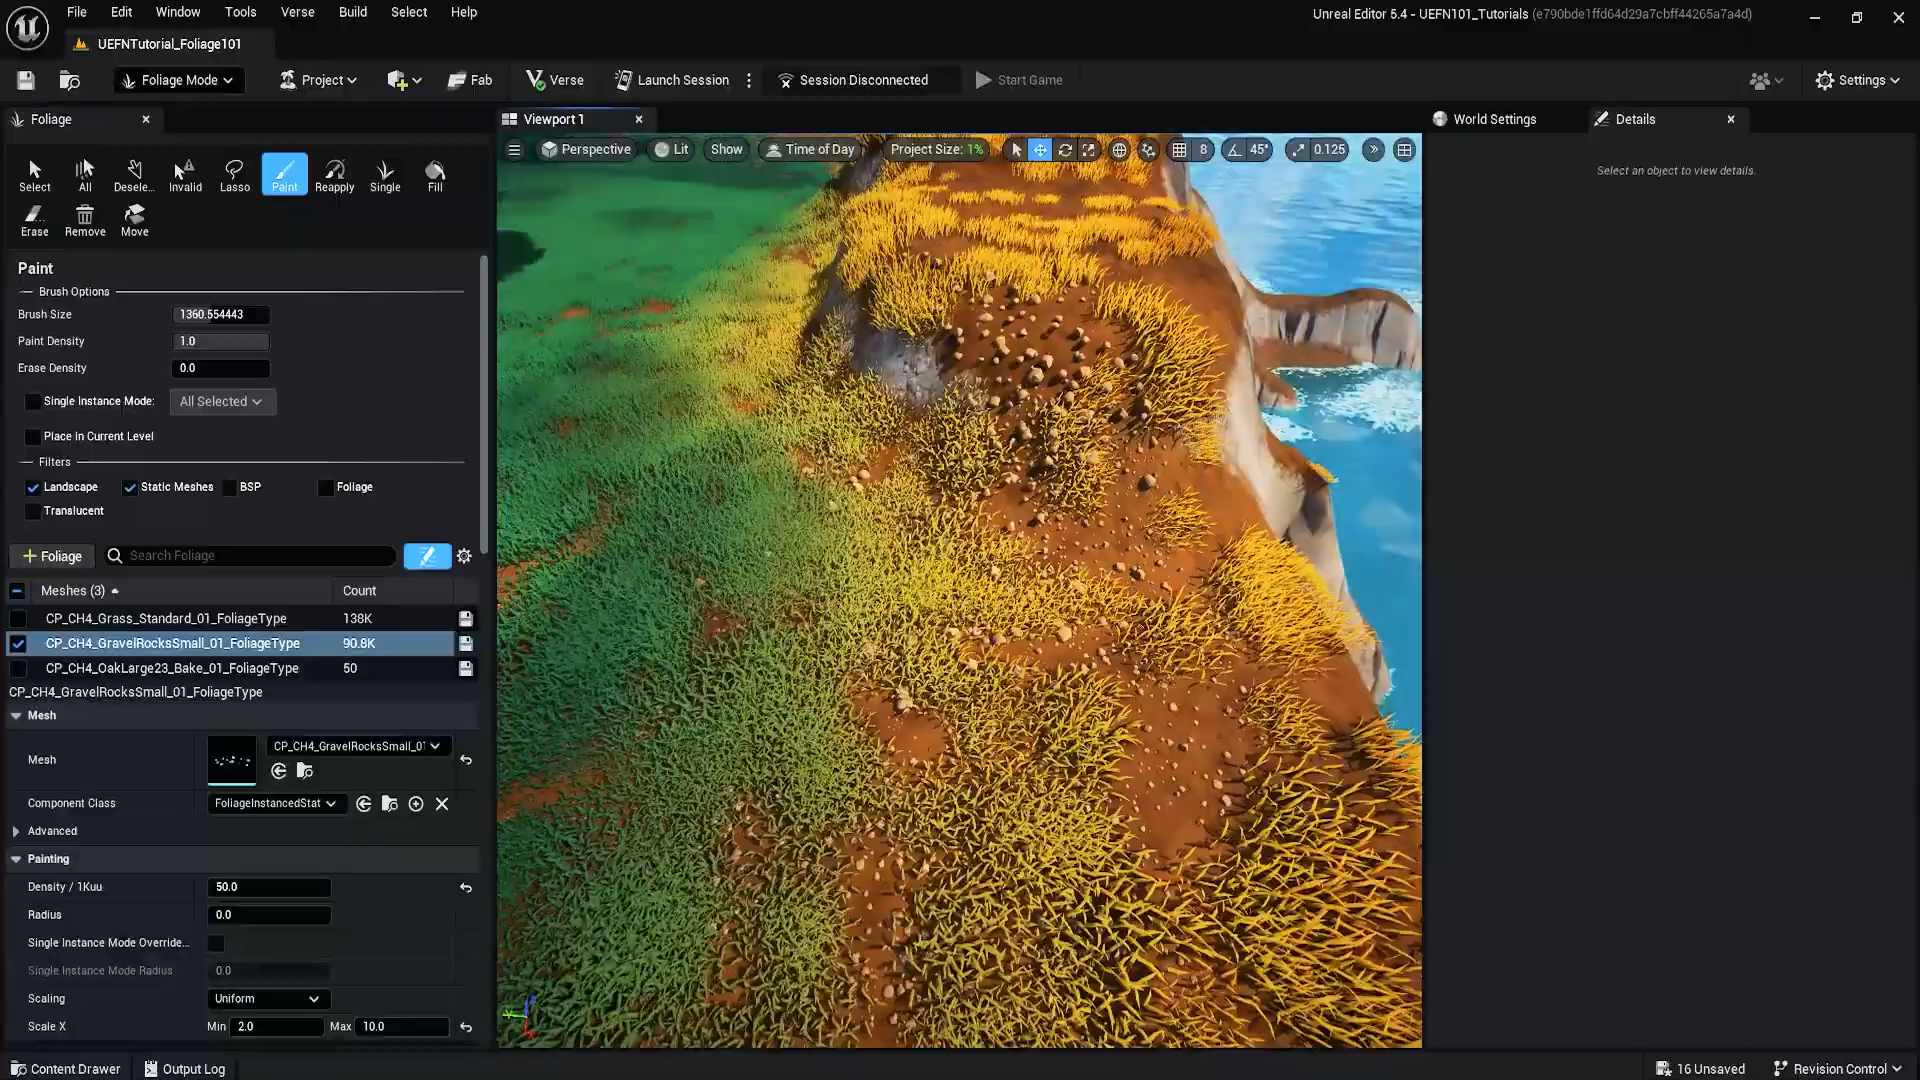 File Edit Window Tools Verse Build Select Help
Unreal Editor 5.4 - UEFN101_Tutorials (e790bde1ffd64d29a7cbff44265a7a4d)
UEFNTutorial_Foliage101
Foliage Mode Project Fab Verse Launch Session Session Disconnected Start Game Settings
Foliage
Viewport 1
World Settings Details
Perspective Lit Show Time of Day Project Size: 1% 8 45° 0.125
Select an object to view details.
Select All Desele... Invalid Lasso Paint Reapply Single Fill
Erase Remove Move
Paint
Brush Options
Brush Size 1360.554443
Paint Density 1.0
Erase Density 0.0
Single Instance Mode: All Selected
Place in Current Level
Filters
Landscape Static Meshes BSP Foliage
Translucent
+ Foliage Search Foliage
Meshes (3) Count
CP_CH4_Grass_Standard_01_FoliageType 138K
CP_CH4_GravelRocksSmall_01_FoliageType 90.8K
CP_CH4_OakLarge23_Bake_01_FoliageType 50
CP_CH4_GravelRocksSmall_01_FoliageType
Mesh
Mesh CP_CH4_GravelRocksSmall_01
Component Class FoliageInstancedStat
Advanced
Painting
Density / 1Kuu 50.0
Radius 0.0
Single Instance Mode Override...
Single Instance Mode Radius 0.0
Scaling Uniform
Scale X Min 2.0 Max 10.0
Content Drawer Output Log 16 Unsaved Revision Control